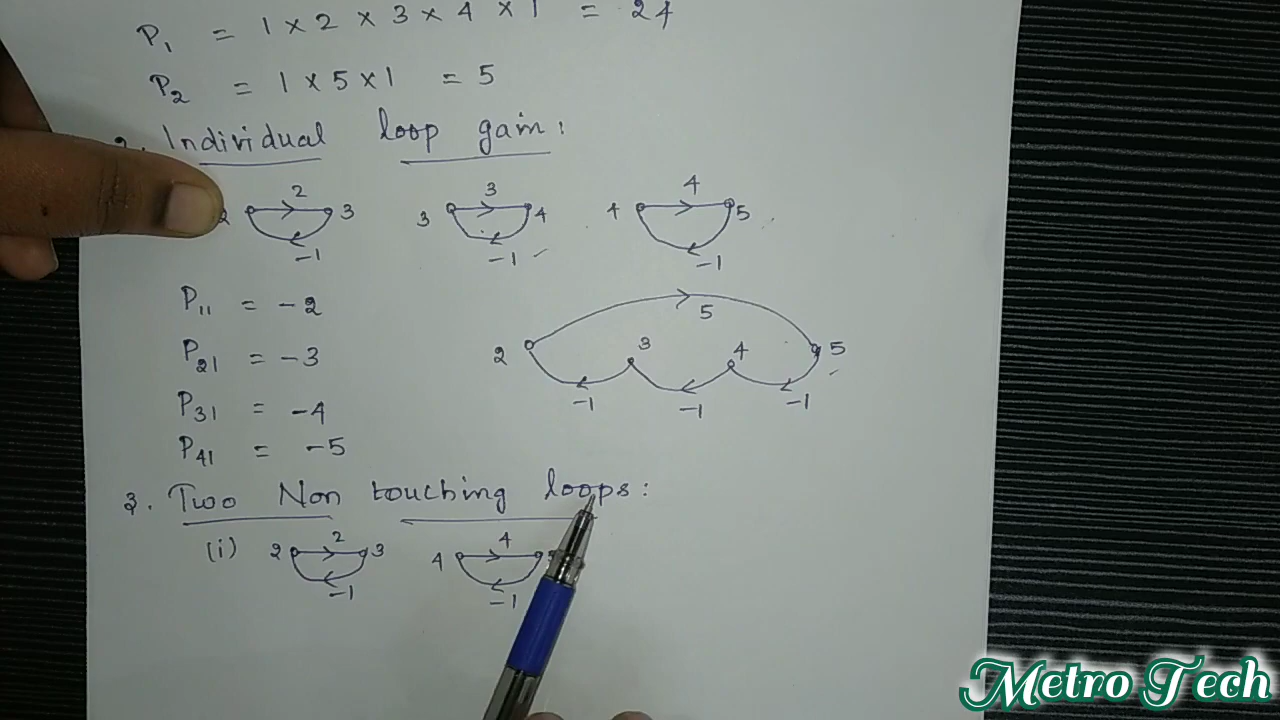 P1 = 1 × 2 × 3 × 4 × 1 = 24
P2 = 1 × 5 × 1 = 5
2. Individual loop gain:
2 2 3 -1
3 3 4 -1
4 4 5 -1
P11 = -2
P21 = -3
P31 = -4
P41 = -5
2 5 3 4 5
-1 -1 -1
3. Two Non touching loops:
(i) 2 2 3 -1
4 4 -1
Metro Tech